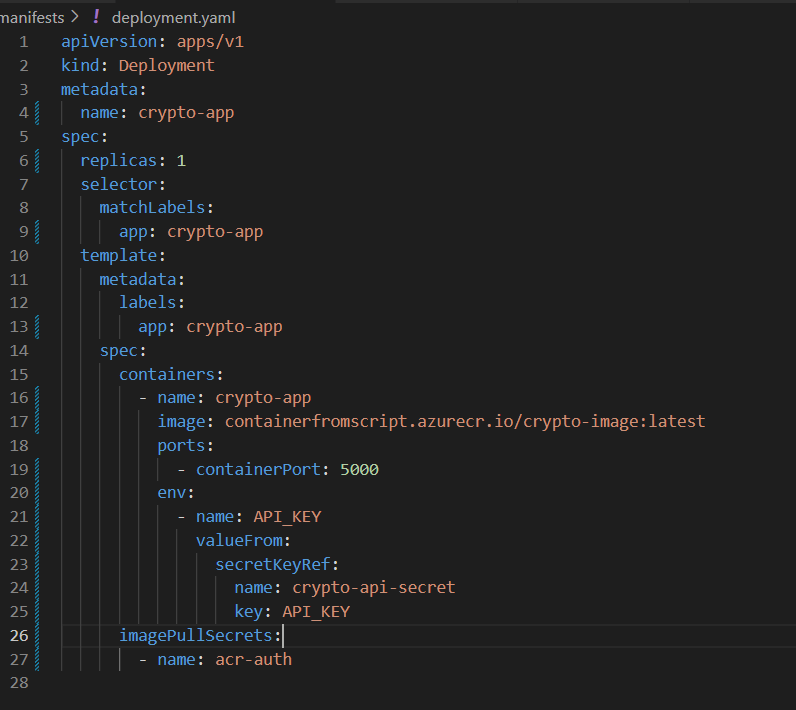 manifests > ! deployment.yaml
1 apiVersion: apps/v1
2 kind: Deployment
3 metadata:
4   name: crypto-app
5 spec:
6   replicas: 1
7   selector:
8     matchLabels:
9       app: crypto-app
10   template:
11     metadata:
12       labels:
13         app: crypto-app
14     spec:
15       containers:
16         - name: crypto-app
17           image: containerfromscript.azurecr.io/crypto-image:latest
18           ports:
19             - containerPort: 5000
20           env:
21             - name: API_KEY
22               valueFrom:
23                 secretKeyRef:
24                   name: crypto-api-secret
25                   key: API_KEY
26       imagePullSecrets:
27         - name: acr-auth
28